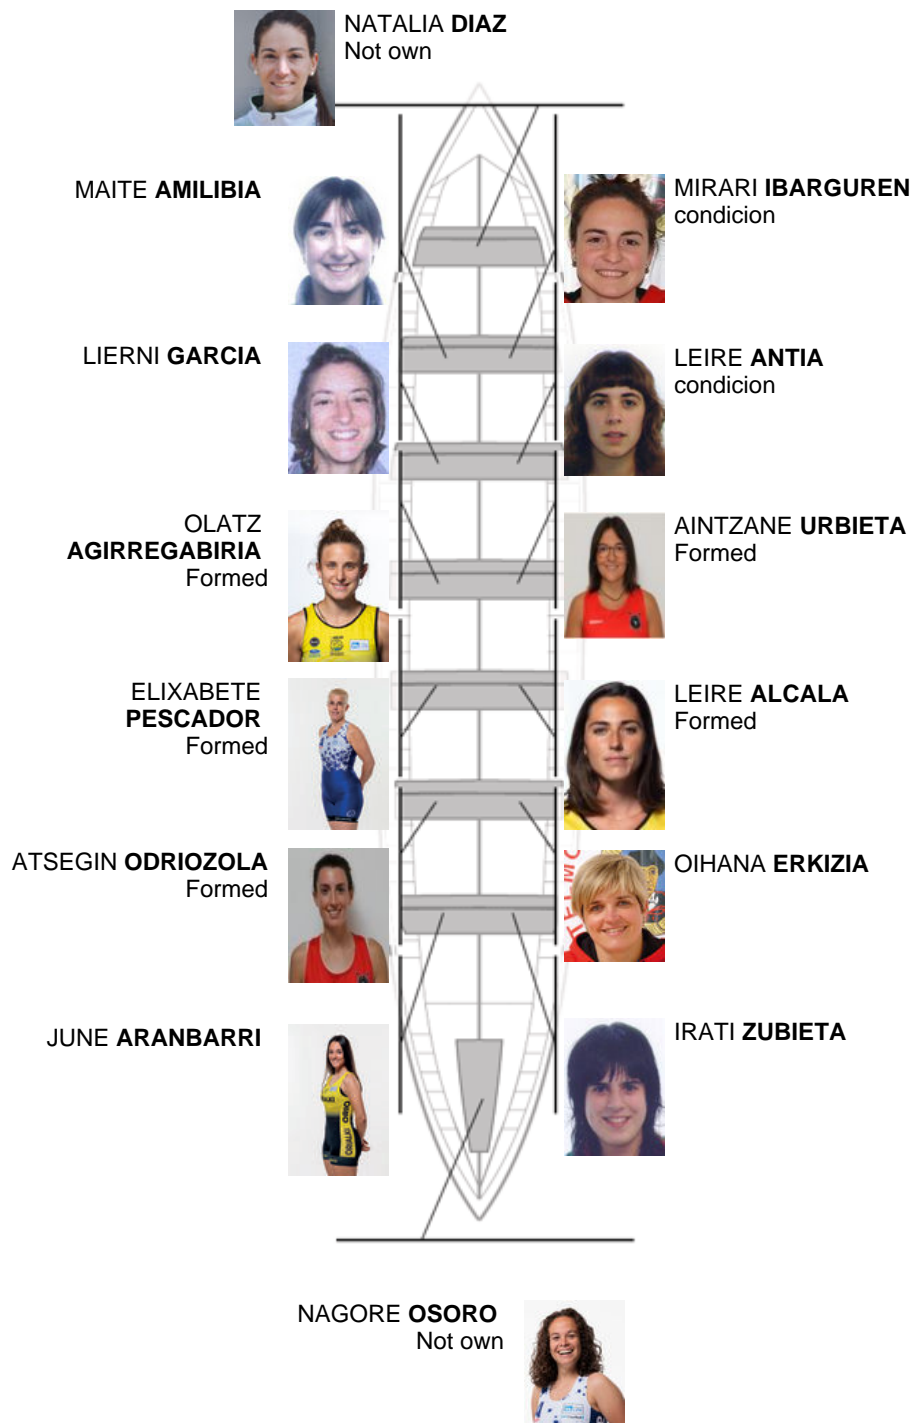 NATALIA DIAZ
Not own
MAITE AMILIBIA
MIRARI IBARGUREN
condicion
LIERNI GARCIA
LEIRE ANTIA
condicion
OLATZ
AGIRREGABIRIA
Formed
AINTZANE URBIETA
Formed
ELIXABETE
PESCADOR
Formed
LEIRE ALCALA
Formed
ATSEGIN ODRIOZOLA
Formed
OIHANA ERKIZIA
JUNE ARANBARRI
IRATI ZUBIETA
NAGORE OSORO
Not own